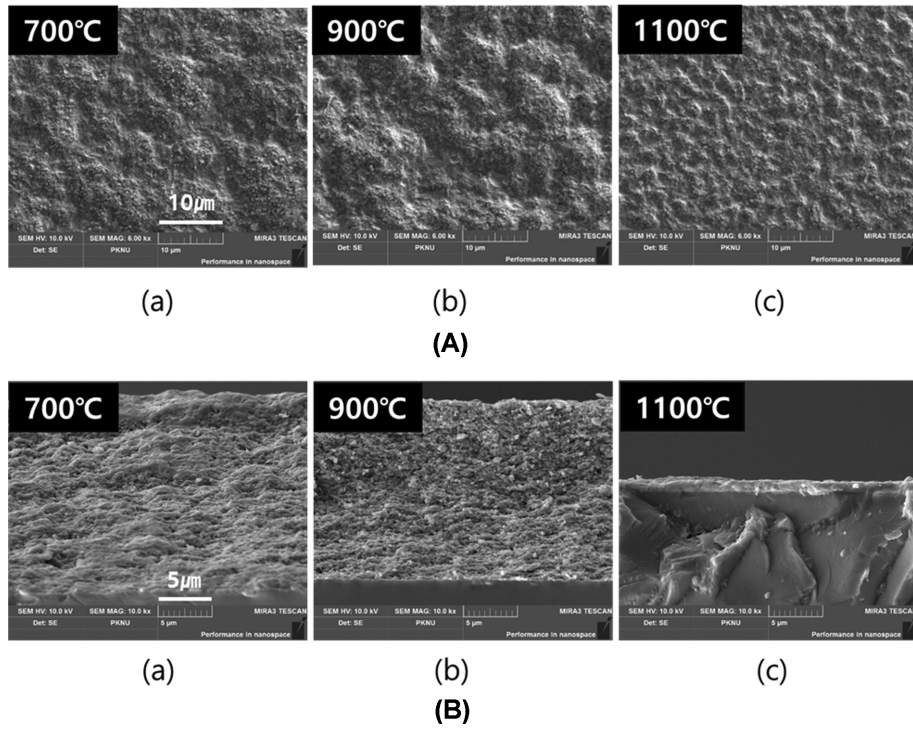 700℃ 900℃ 1100℃
10㎛
SEM HV: 10.0 kV SEM MAG: 6.00 kx MIRA3 TESCAN
Det: SE PKNU 10 µm
Performance in nanospace
SEM HV: 10.0 kV SEM MAG: 6.00 kx MIRA3 TESCAN
Det: SE PKNU 10 µm
Performance in nanospace
SEM HV: 10.0 kV SEM MAG: 6.00 kx MIRA3 TESCAN
Det: SE PKNU 10 µm
Performance in nanospace
(a) (b) (c)
(A)
700℃ 900℃ 1100℃
5㎛
SEM HV: 10.0 kV SEM MAG: 10.0 kx MIRA3 TESCAN
Det: SE PKNU 5 µm
Performance in nanospace
SEM HV: 10.0 kV SEM MAG: 10.0 kx MIRA3 TESCAN
Det: SE PKNU 5 µm
Performance in nanospace
SEM HV: 10.0 kV SEM MAG: 10.0 kx MIRA3 TESCAN
Det: SE PKNU 5 µm
Performance in nanospace
(a) (b) (c)
(B)